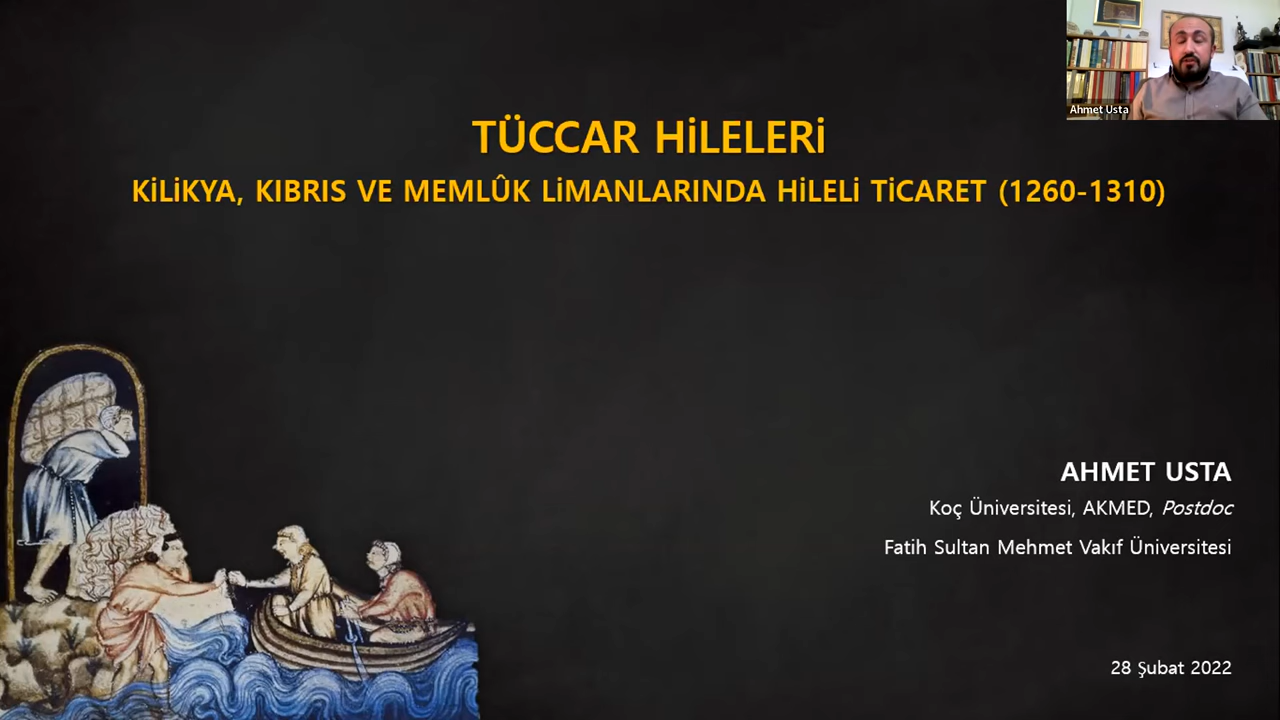 TÜCCAR HİLELERİ
KİLİKYA, KIBRIS VE MEMLÛK LİMANLARINDA HİLELİ TİCARET (1260-1310)
Ahmet Usta
AHMET USTA
Koç Üniversitesi, AKMED, Postdoc
Fatih Sultan Mehmet Vakıf Üniversitesi
28 Şubat 2022